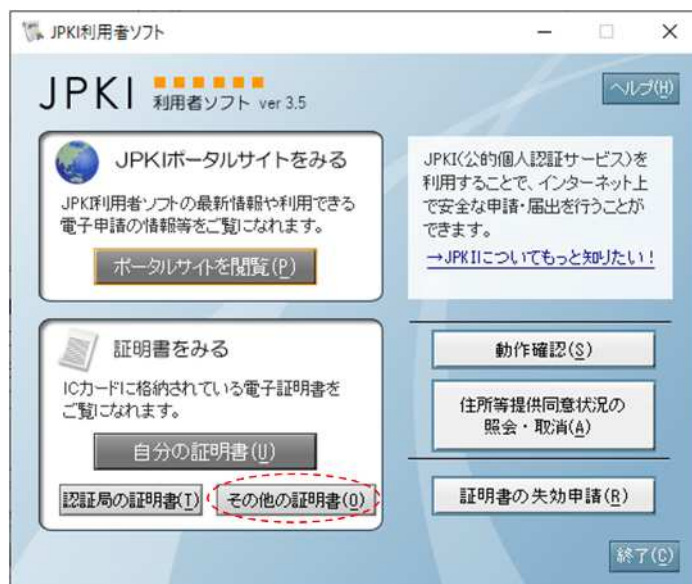 JPKI利用者ソフト
JPKI 利用者ソフト ver 3.5
ヘルプ(H)
JPKIポータルサイトをみる
JPKI利用者ソフトの最新情報や利用できる
電子申請の情報等をご覧になれます。
ポータルサイトを閲覧(P)
JPKI(公的個人認証サービス)を
利用することで、インターネット上
で安全な申請・届出を行うことが
できます。
→JPKIについてもっと知りたい!
証明書をみる
ICカードに格納されている電子証明書を
ご覧になれます。
自分の証明書(U)
認証局の証明書(T)
その他の証明書(O)
動作確認(S)
住所等提供同意状況の
照会・取消(A)
証明書の失効申請(R)
終了(C)